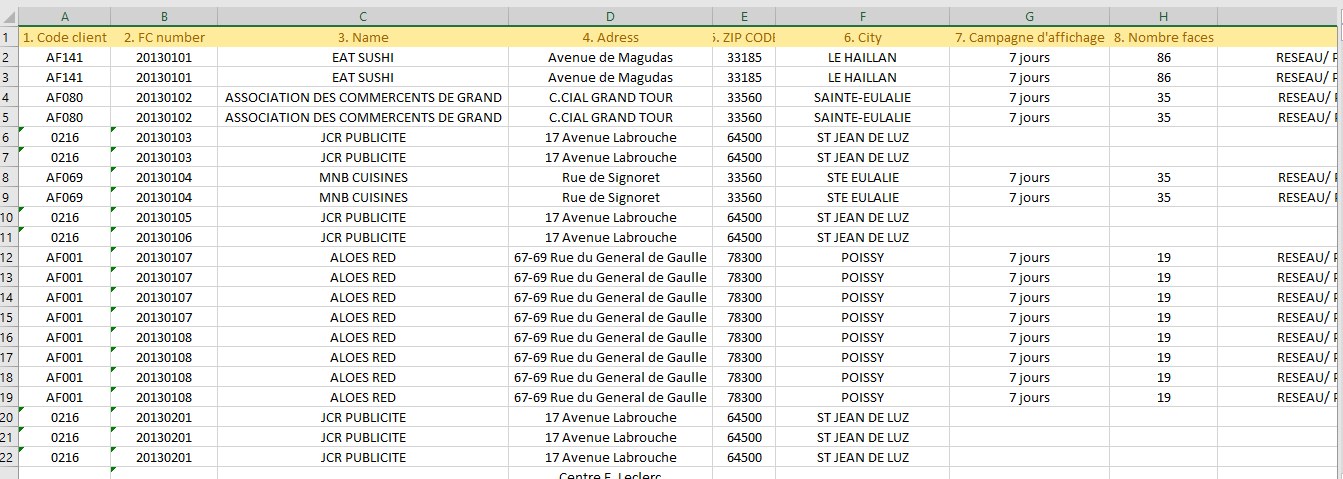 A B C D E F G H
1 1. Code client 2. FC number 3. Name 4. Adress 5. ZIP CODE 6. City 7. Campagne d'affichage 8. Nombre faces
2 AF141 20130101 EAT SUSHI Avenue de Magudas 33185 LE HAILLAN 7 jours 86 RESEAU/
3 AF141 20130101 EAT SUSHI Avenue de Magudas 33185 LE HAILLAN 7 jours 86 RESEAU/
4 AF080 20130102 ASSOCIATION DES COMMERCENTS DE GRAND C.CIAL GRAND TOUR 33560 SAINTE-EULALIE 7 jours 35 RESEAU/
5 AF080 20130102 ASSOCIATION DES COMMERCENTS DE GRAND C.CIAL GRAND TOUR 33560 SAINTE-EULALIE 7 jours 35 RESEAU/
6 0216 20130103 JCR PUBLICITE 17 Avenue Labrouche 64500 ST JEAN DE LUZ
7 0216 20130103 JCR PUBLICITE 17 Avenue Labrouche 64500 ST JEAN DE LUZ
8 AF069 20130104 MNB CUISINES Rue de Signoret 33560 STE EULALIE 7 jours 35 RESEAU/
9 AF069 20130104 MNB CUISINES Rue de Signoret 33560 STE EULALIE 7 jours 35 RESEAU/
10 0216 20130105 JCR PUBLICITE 17 Avenue Labrouche 64500 ST JEAN DE LUZ
11 0216 20130106 JCR PUBLICITE 17 Avenue Labrouche 64500 ST JEAN DE LUZ
12 AF001 20130107 ALOES RED 67-69 Rue du General de Gaulle 78300 POISSY 7 jours 19 RESEAU/
13 AF001 20130107 ALOES RED 67-69 Rue du General de Gaulle 78300 POISSY 7 jours 19 RESEAU/
14 AF001 20130107 ALOES RED 67-69 Rue du General de Gaulle 78300 POISSY 7 jours 19 RESEAU/
15 AF001 20130107 ALOES RED 67-69 Rue du General de Gaulle 78300 POISSY 7 jours 19 RESEAU/
16 AF001 20130108 ALOES RED 67-69 Rue du General de Gaulle 78300 POISSY 7 jours 19 RESEAU/
17 AF001 20130108 ALOES RED 67-69 Rue du General de Gaulle 78300 POISSY 7 jours 19 RESEAU/
18 AF001 20130108 ALOES RED 67-69 Rue du General de Gaulle 78300 POISSY 7 jours 19 RESEAU/
19 AF001 20130108 ALOES RED 67-69 Rue du General de Gaulle 78300 POISSY 7 jours 19 RESEAU/
20 0216 20130201 JCR PUBLICITE 17 Avenue Labrouche 64500 ST JEAN DE LUZ
21 0216 20130201 JCR PUBLICITE 17 Avenue Labrouche 64500 ST JEAN DE LUZ
22 0216 20130201 JCR PUBLICITE 17 Avenue Labrouche 64500 ST JEAN DE LUZ
Centre E. Leclerc